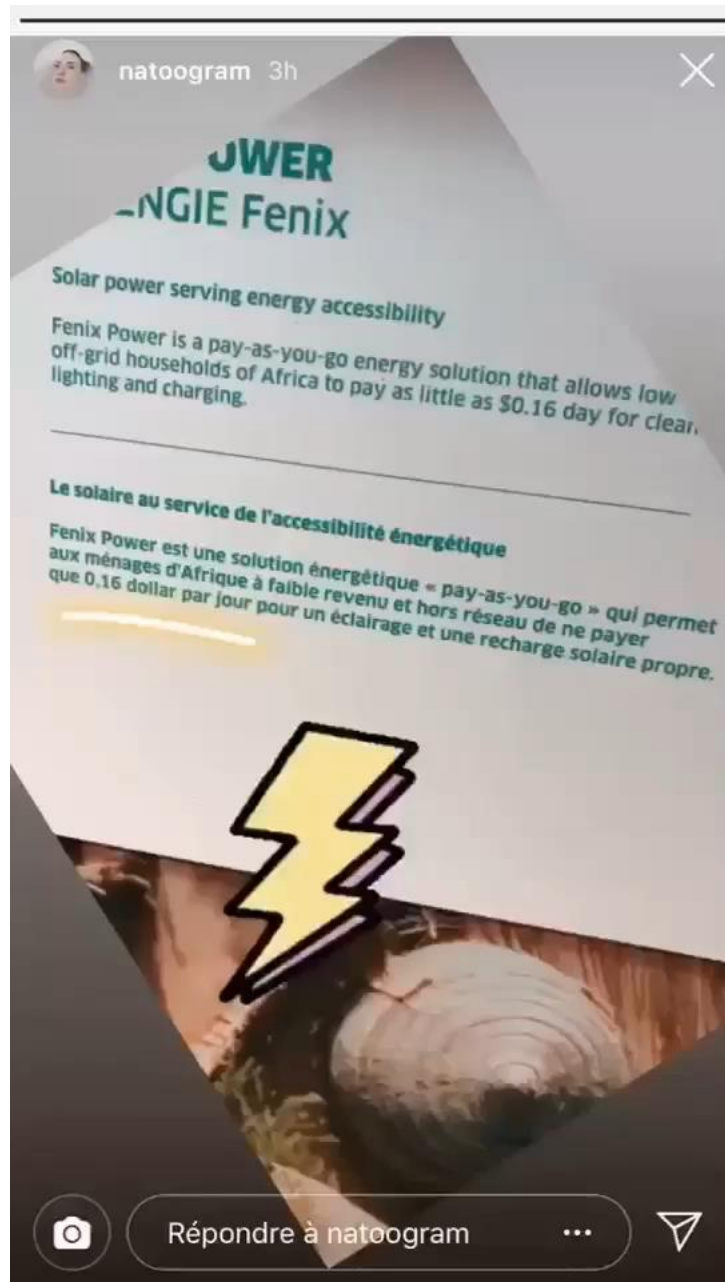 natoogram 3h
OWER
ENGIE Fenix
Solar power serving energy accessibility
Fenix Power is a pay-as-you-go energy solution that allows low
off-grid households of Africa to pay as little as $0.16 day for clean
lighting and charging.
Le solaire au service de l'accessibilité énergétique
Fenix Power est une solution énergétique « pay-as-you-go » qui permet
aux ménages d'Afrique à faible revenu et hors réseau de ne payer
que 0,16 dollar par jour pour un éclairage et une recharge solaire propre.
Répondre à natoogram